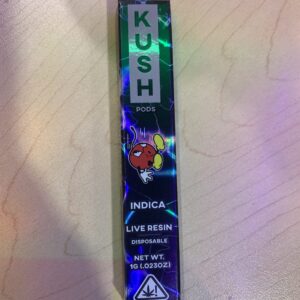 KUSH
PODS
INDICA
LIVE RESIN
DISPOSABLE
NET WT.
1G (.023OZ)